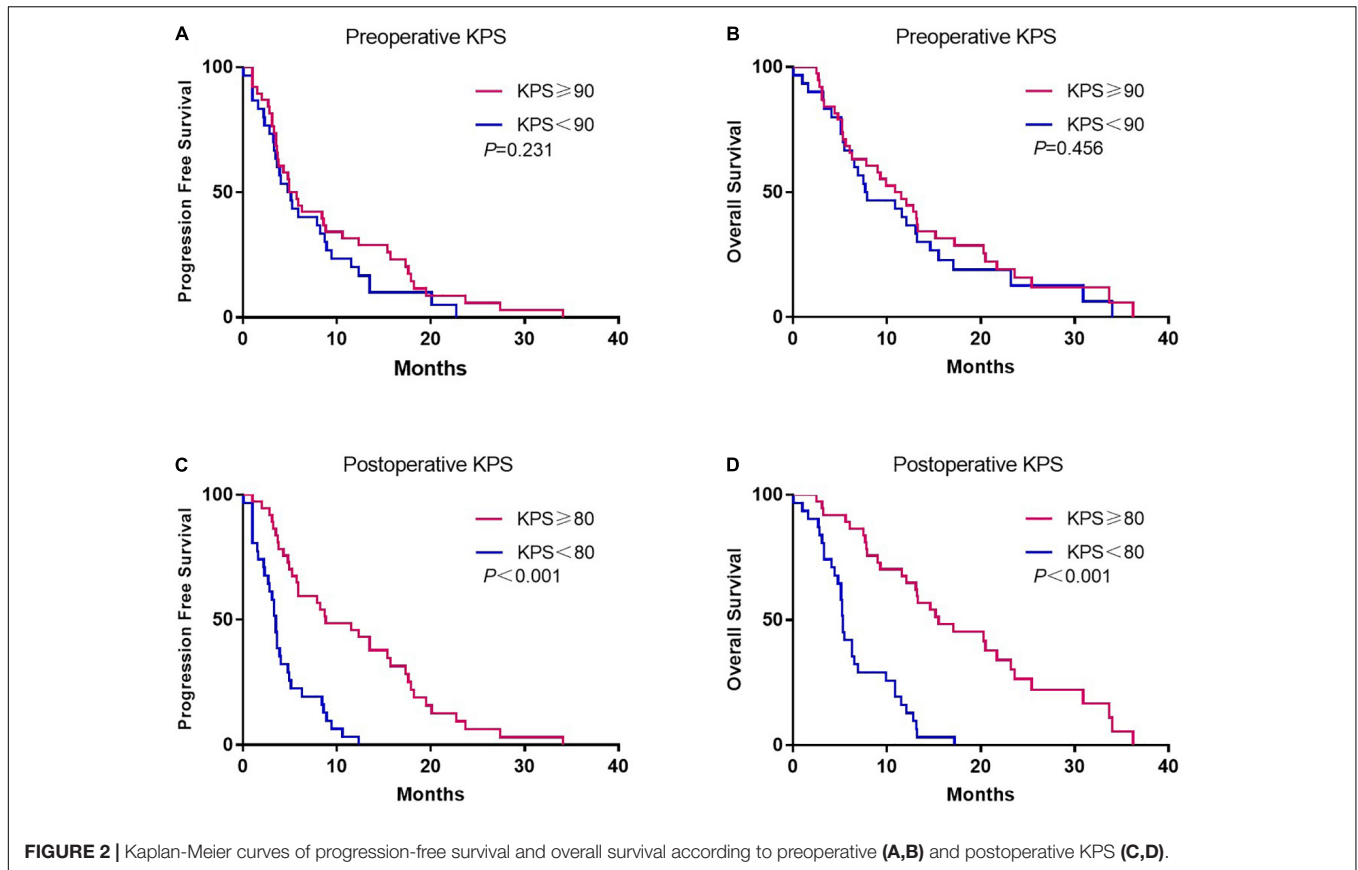 A
Preoperative KPS
Progression Free Survival
100
50
0
KPS≥90
KPS<90
P=0.231
0 10 20 30 40
Months
B
Preoperative KPS
Overall Survival
100
50
0
KPS≥90
KPS<90
P=0.456
0 10 20 30 40
Months
C
Postoperative KPS
Progression Free Survival
100
50
0
KPS≥80
KPS<80
P<0.001
0 10 20 30 40
Months
D
Postoperative KPS
Overall Survival
100
50
0
KPS≥80
KPS<80
P<0.001
0 10 20 30 40
Months
FIGURE 2 | Kaplan-Meier curves of progression-free survival and overall survival according to preoperative (A,B) and postoperative KPS (C,D).